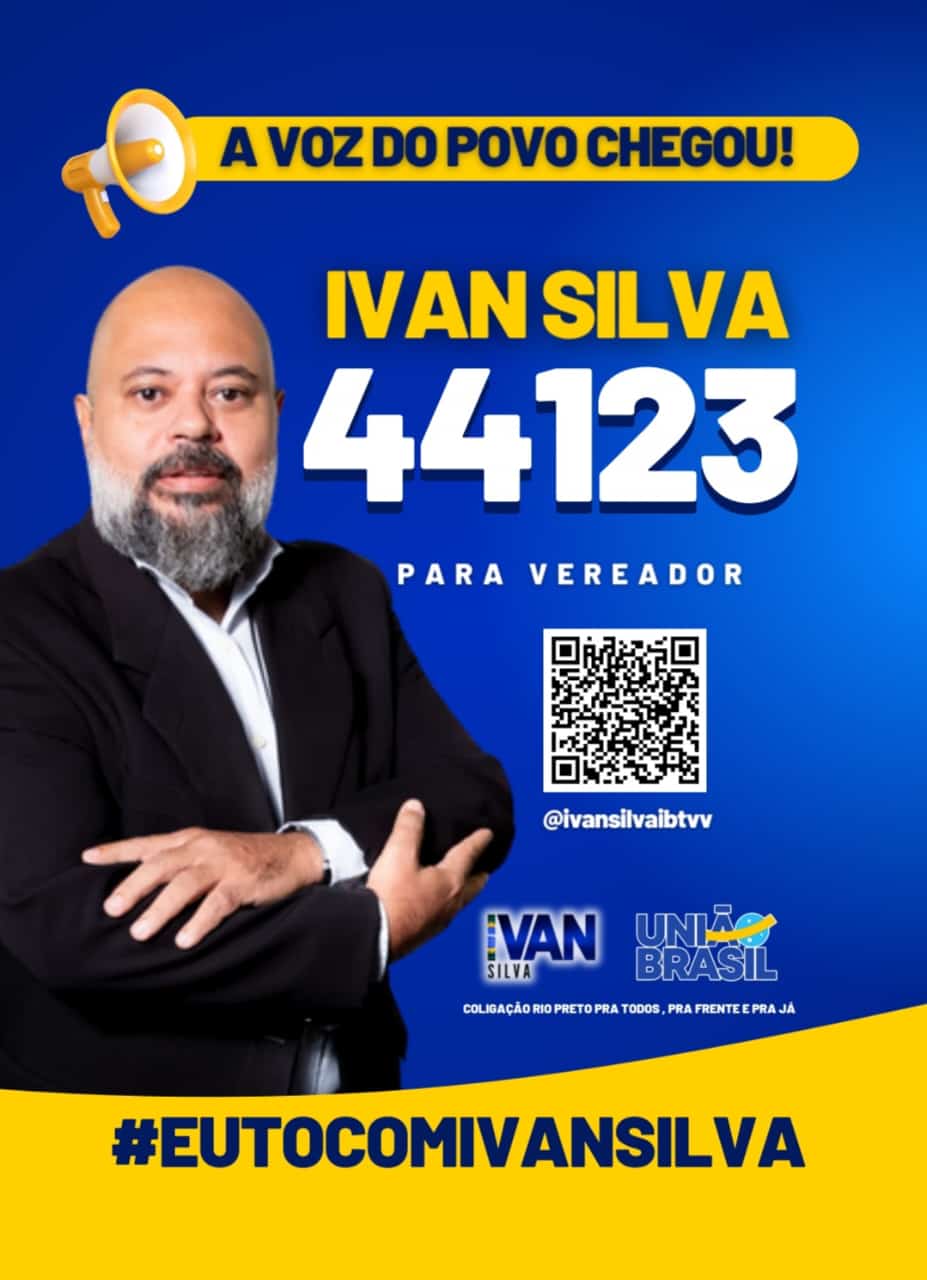 A VOZ DO POVO CHEGOU!
IVAN SILVA
44123
PARA VEREADOR
@ivansilvaibtvv
IVAN
SILVA
UNIÃO
BRASIL
COLIGAÇÃO RIO PRETO PRA TODOS , PRA FRENTE E PRA JÁ
#EUTOCOMIVANSILVA